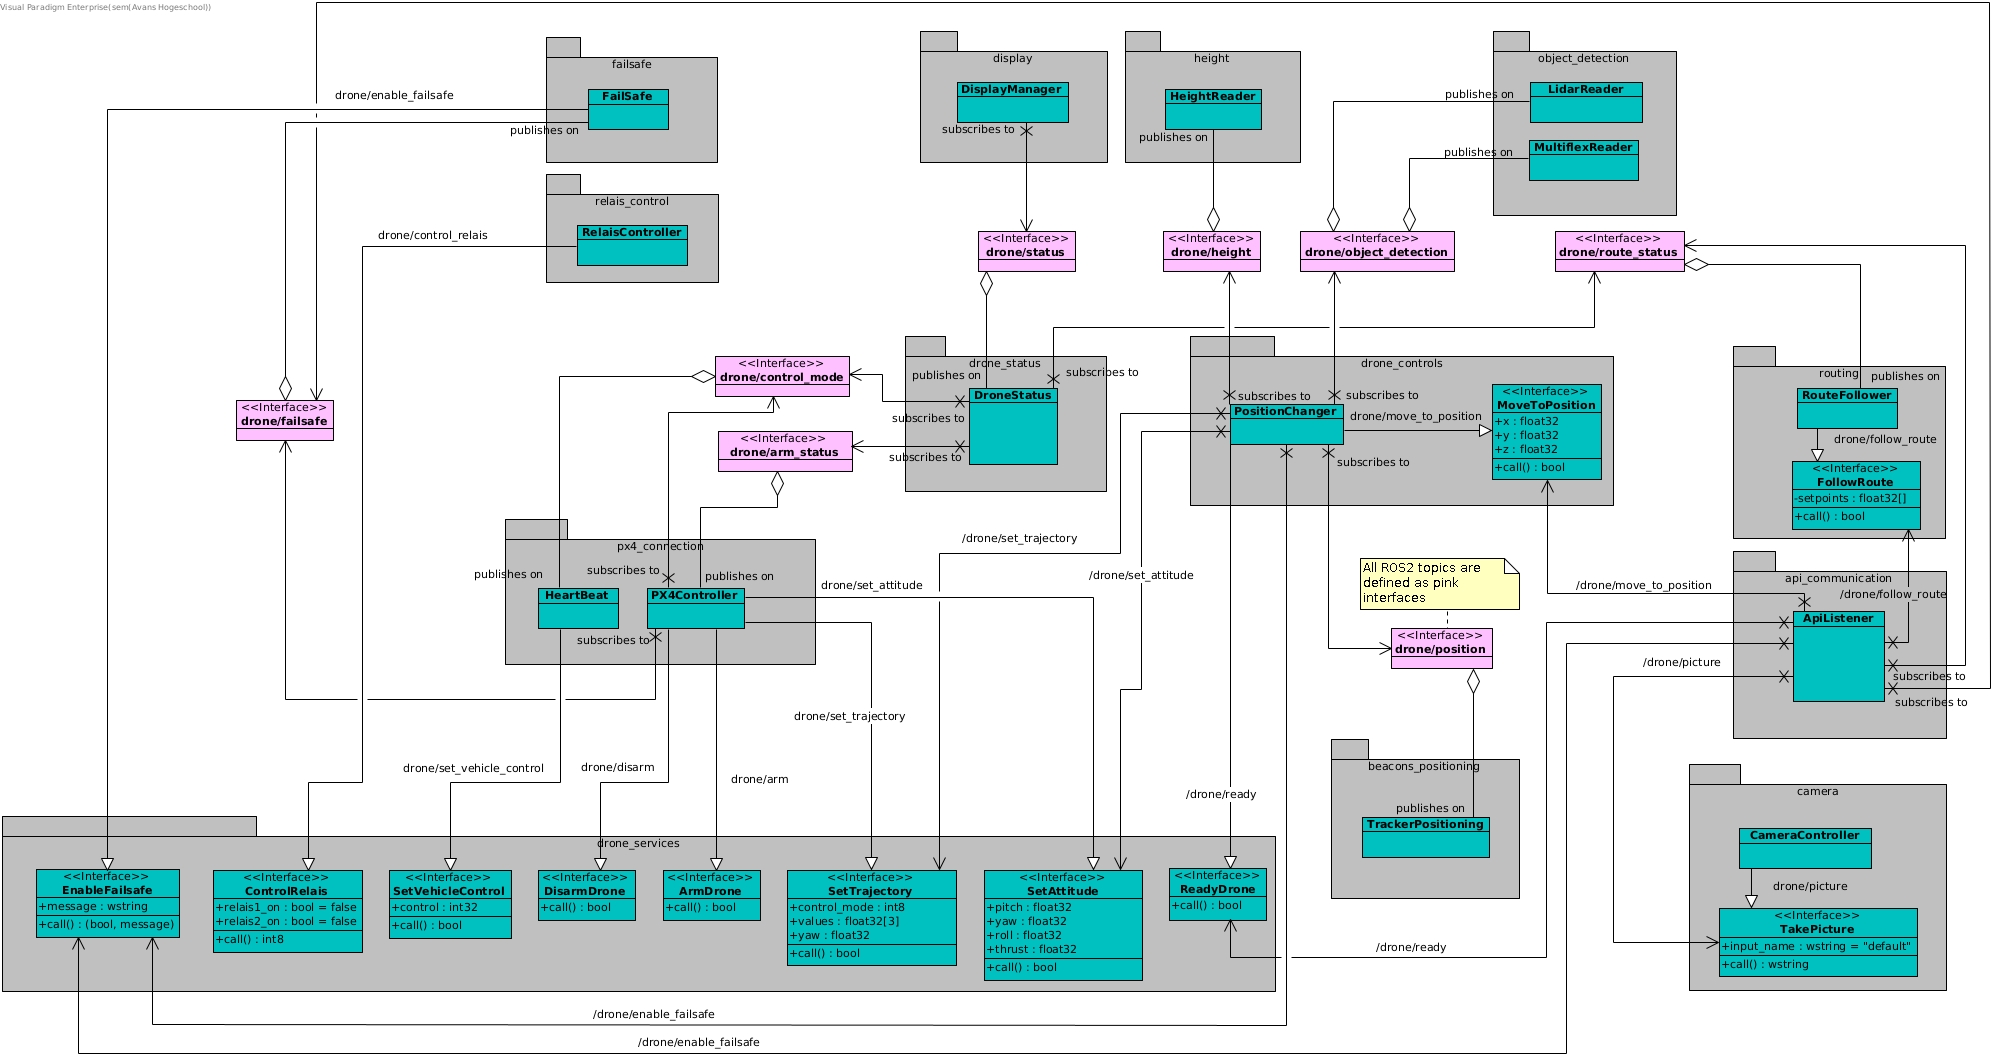 Visual Paradigm Enterprise(sem(Avans Hogeschool))
failsafe
FailSafe
drone/enable_failsafe
publishes on
display
DisplayManager
subscribes to
height
HeightReader
publishes on
object_detection
LidarReader
publishes on
MultiflexReader
publishes on
relais_control
RelaisController
drone/control_relais
<<Interface>>
drone/status
<<Interface>>
drone/height
<<Interface>>
drone/object_detection
<<Interface>>
drone/route_status
<<Interface>>
drone/failsafe
<<Interface>>
drone/control_mode
<<Interface>>
drone/arm_status
drone_status
publishes on
subscribes to
DroneStatus
subscribes to
subscribes to
drone_controls
subscribes to
subscribes to
PositionChanger
drone/move_to_position
subscribes to
<<Interface>>
MoveToPosition
+x : float32
+y : float32
+z : float32
+call() : bool
routing
publishes on
RouteFollower
drone/follow_route
<<Interface>>
FollowRoute
-setpoints : float32[]
+call() : bool
px4_connection
publishes on
subscribes to
publishes on
HeartBeat
PX4Controller
subscribes to
drone/set_attitude
/drone/set_trajectory
/drone/set_attitude
All ROS2 topics are
defined as pink
interfaces
<<Interface>>
drone/position
api_communication
/drone/move_to_position
/drone/follow_route
ApiListener
/drone/picture
subscribes to
subscribes to
drone/set_trajectory
drone/set_vehicle_control
drone/disarm
drone/arm
/drone/ready
beacons_positioning
publishes on
TrackerPositioning
camera
CameraController
drone/picture
<<Interface>>
TakePicture
+input_name : wstring = "default"
+call() : wstring
drone_services
<<Interface>>
EnableFailsafe
+message : wstring
+call() : (bool, message)
<<Interface>>
ControlRelais
+relais1_on : bool = false
+relais2_on : bool = false
+call() : int8
<<Interface>>
SetVehicleControl
+control : int32
+call() : bool
<<Interface>>
DisarmDrone
+call() : bool
<<Interface>>
ArmDrone
+call() : bool
<<Interface>>
SetTrajectory
+control_mode : int8
+values : float32[3]
+yaw : float32
+call() : bool
<<Interface>>
SetAttitude
+pitch : float32
+yaw : float32
+roll : float32
+thrust : float32
+call() : bool
<<Interface>>
ReadyDrone
+call() : bool
/drone/ready
/drone/enable_failsafe
/drone/enable_failsafe